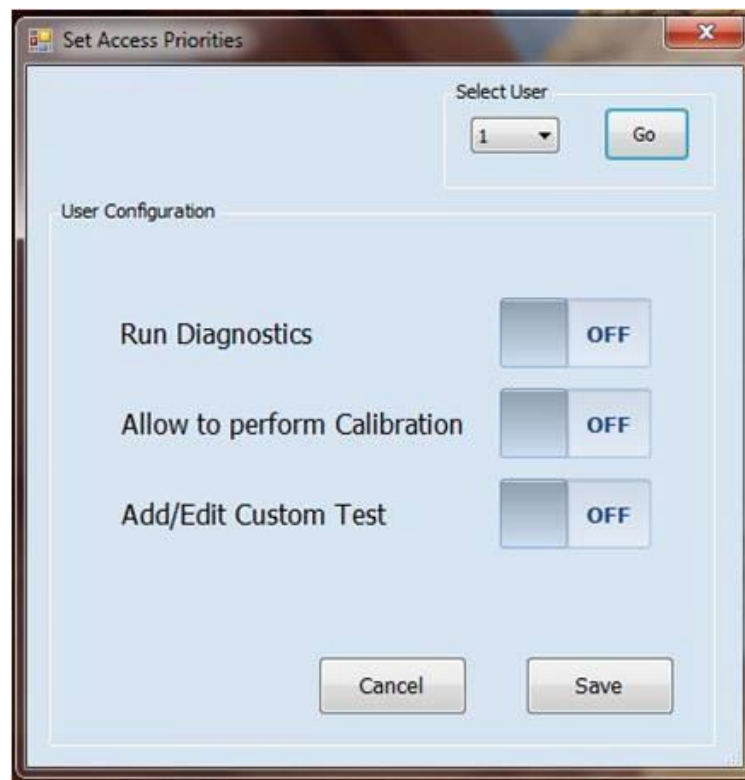 Set Access Priorities
Select User
1
Go
User Configuration
Run Diagnostics
OFF
Allow to perform Calibration
OFF
Add/Edit Custom Test
OFF
Cancel
Save